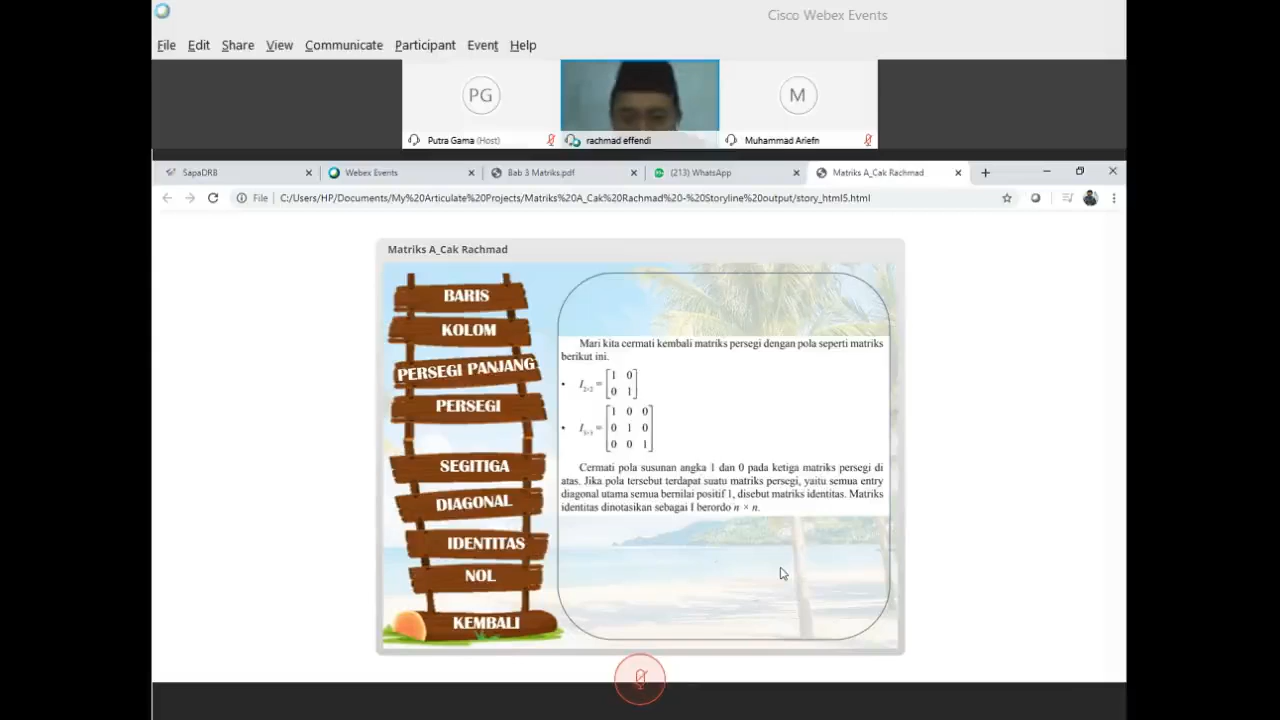 Cisco Webex Events
File Edit Share View Communicate Participant Event Help
PG
M
Putra Gama (Host)
rachmad effendi
Muhammad Ariefn
SapaDRB
Webex Events
Bab 3 Matriks.pdf
(213) WhatsApp
Matriks A_Cak Rachmad
File
C:/Users/HP/Documents/My%20Articulate%20Projects/Matriks%20A_Cak%20Rachmad%20-%20Storyline%20output/story_html5.html
Matriks A_Cak Rachmad
BARIS
KOLOM
PERSEGI PANJANG
PERSEGI
SEGITIGA
DIAGONAL
IDENTITAS
NOL
KEMBALI
Mari kita cermati kembali matriks persegi dengan pola seperti matriks
berikut ini.
• I2×2 = [1 0
0 1]
• I3×3 = [1 0 0
0 1 0
0 0 1]
Cermati pola susunan angka 1 dan 0 pada ketiga matriks persegi di
atas. Jika pola tersebut terdapat suatu matriks persegi, yaitu semua entry
diagonal utama semua bernilai positif 1, disebut matriks identitas. Matriks
identitas dinotasikan sebagai I berordo n × n.